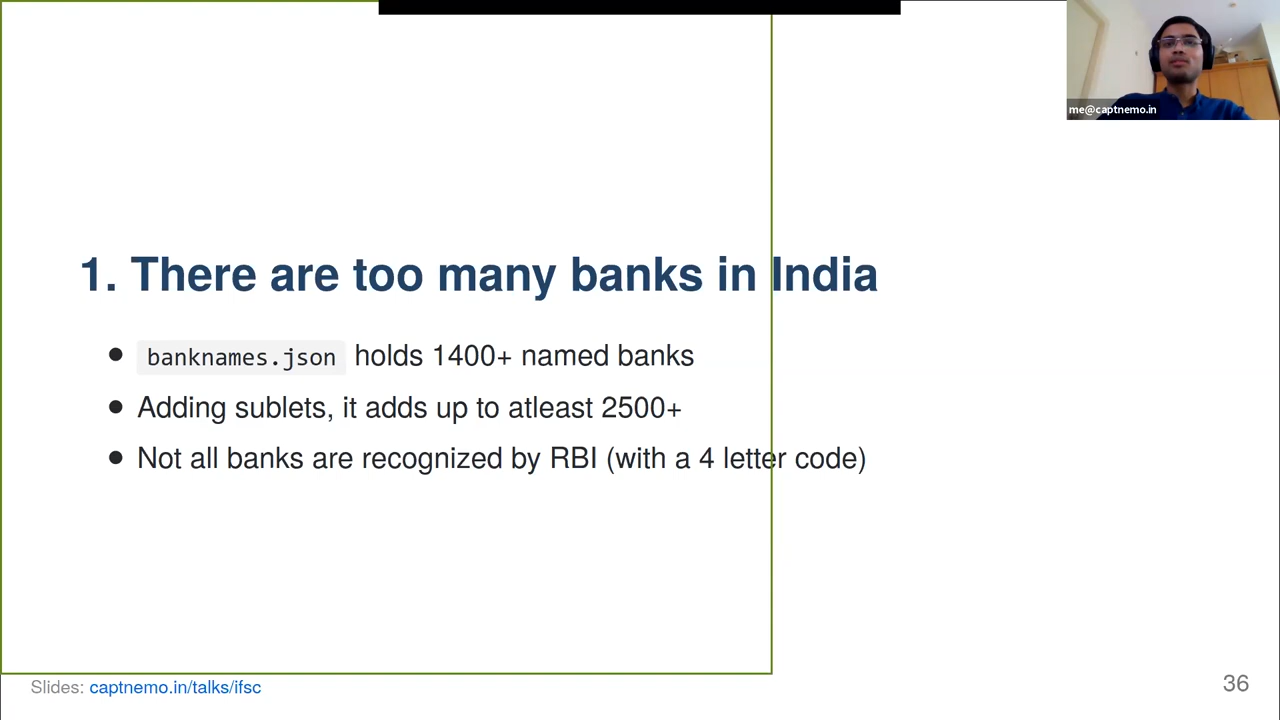 me@captnemo.in
1. There are too many banks in India
banknames.json holds 1400+ named banks
Adding sublets, it adds up to atleast 2500+
Not all banks are recognized by RBI (with a 4 letter code)
Slides: captnemo.in/talks/ifsc
36